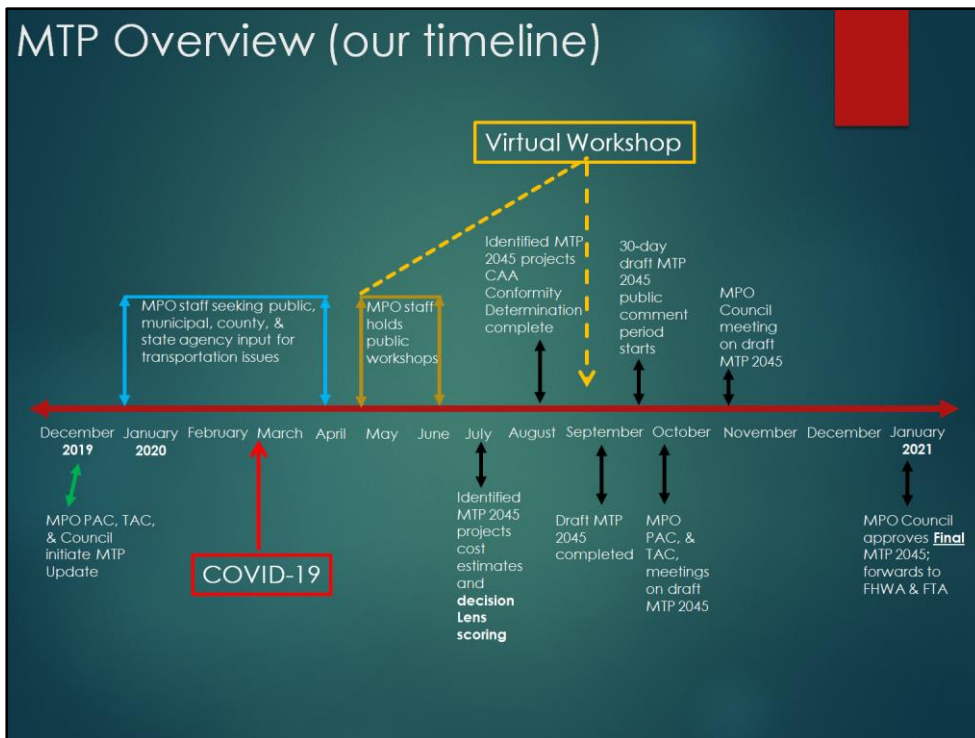 MTP Overview (our timeline)
Virtual Workshop
MPO staff seeking public,
municipal, county, &
state agency input for
transportation issues
MPO staff
holds
public
workshops
Identified MTP
2045 projects
CAA
Conformity
Determination
complete
30-day
draft MTP
2045
public
comment
period
starts
MPO
Council
meeting
on draft
MTP 2045
December
2019
January
2020
February
March
April
May
June
July
August
September
October
November
December
January
2021
MPO PAC, TAC,
& Council
initiate MTP
Update
COVID-19
Identified
MTP 2045
projects
cost
estimates
and
decision
Lens
scoring
Draft MTP
2045
completed
MPO
PAC, &
TAC,
meetings
on draft
MTP 2045
MPO Council
approves Final
MTP 2045;
forwards to
FHWA & FTA